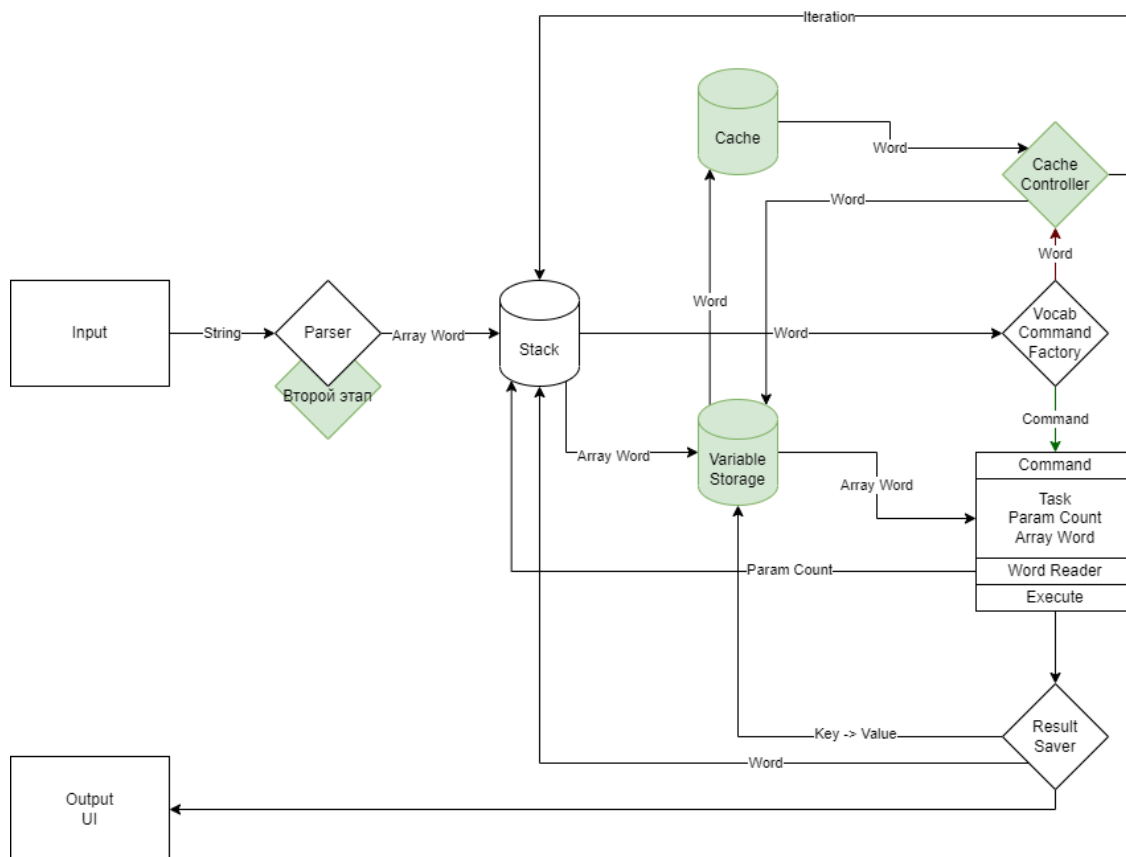 Iteration
Cache
Word
Cache
Controller
Word
Word
Word
Input
String
Parser
Array Word
Stack
Word
Vocab
Command
Factory
Второй этап
Command
Array Word
Variable
Storage
Array Word
Command
Task
Param Count
Array Word
Param Count
Word Reader
Execute
Key -> Value
Result
Saver
Word
Output
UI